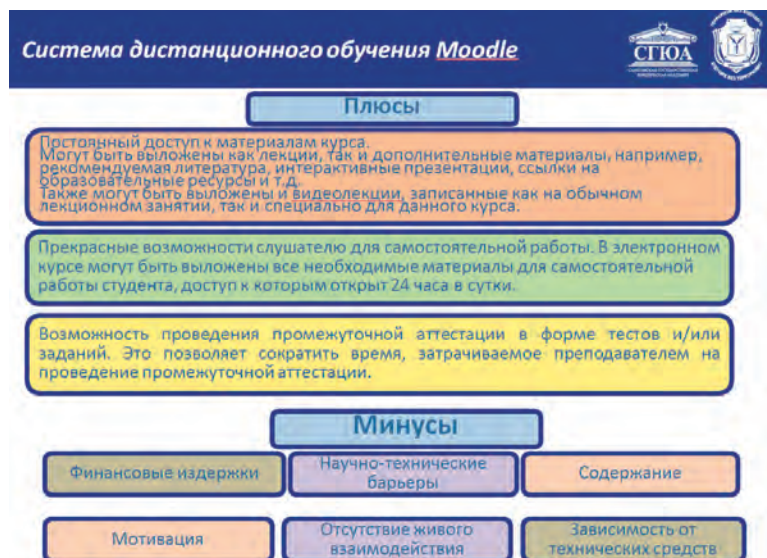 Система дистанционного обучения Moodle
СГЮА
Плюсы
Постоянный доступ к материалам курса.
Могут быть выложены как лекции, так и дополнительные материалы, например,
рекомендуемая литература, интерактивные презентации, ссылки на
образовательные ресурсы и т.д.
Также могут быть выложены и видеолекции, записанные как на обычном
лекционном занятии, так и специально для данного курса.
Прекрасные возможности слушателю для самостоятельной работы. В электронном
курсе могут быть выложены все необходимые материалы для самостоятельной
работы студента, доступ к которым открыт 24 часа в сутки.
Возможность проведения промежуточной аттестации в форме тестов и/или
заданий. Это позволяет сократить время, затрачиваемое преподавателем на
проведение промежуточной аттестации.
Минусы
Финансовые издержки
Научно-технические
барьеры
Содержание
Мотивация
Отсутствие живого
взаимодействия
Зависимость от
технических средств